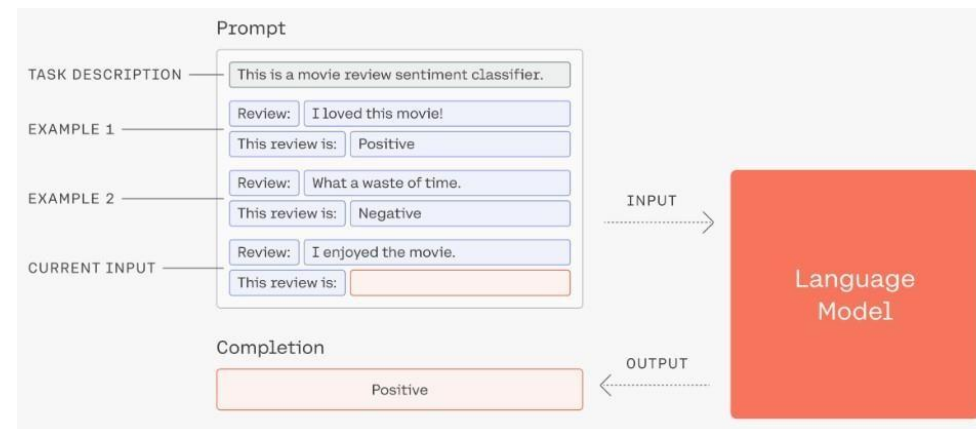 Prompt
TASK DESCRIPTION
This is a movie review sentiment classifier.
EXAMPLE 1
Review: I loved this movie!
This review is: Positive
EXAMPLE 2
Review: What a waste of time.
This review is: Negative
CURRENT INPUT
Review: I enjoyed the movie.
This review is:
INPUT
Language
Model
OUTPUT
Completion
Positive